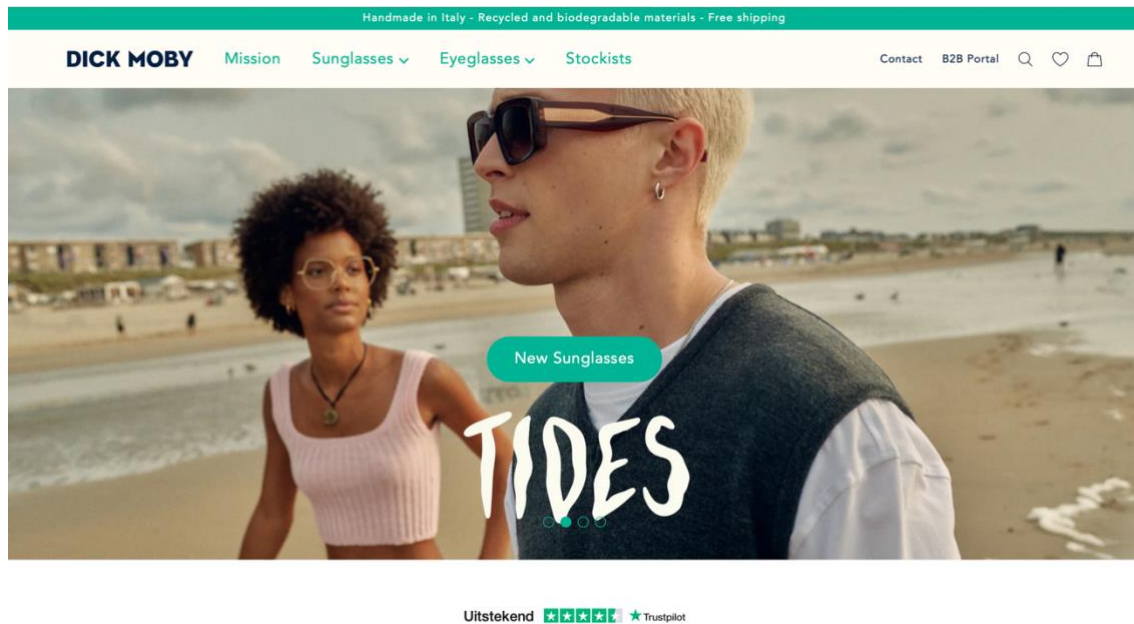 Handmade in Italy - Recycled and biodegradable materials - Free shipping
DICK MOBY Mission Sunglasses Eyeglasses Stockists Contact B2B Portal
New Sunglasses
TIDES
Uitstekend Trustpilot